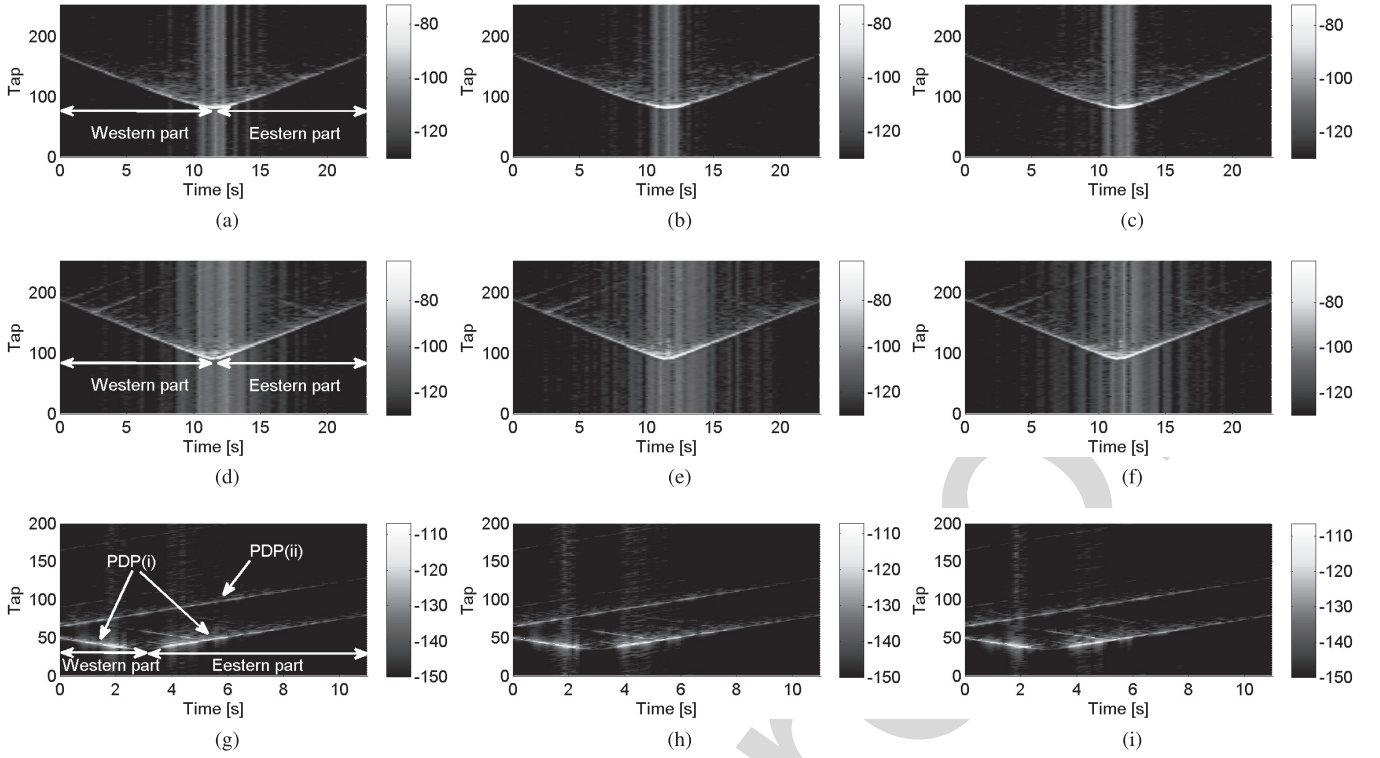 200
100
0
Tap
Western part
Eestern part
0 5 10 15 20
Time [s]
-80
-100
-120
(a)
200
100
0
Tap
0 5 10 15 20
Time [s]
-80
-100
-120
(b)
200
100
0
Tap
0 5 10 15 20
Time [s]
-80
-100
-120
(c)
200
100
0
Tap
Western part
Eestern part
0 5 10 15 20
Time [s]
-80
-100
-120
(d)
200
100
0
Tap
0 5 10 15 20
Time [s]
-80
-100
-120
(e)
200
100
0
Tap
0 5 10 15 20
Time [s]
-80
-100
-120
(f)
200
150
100
50
0
Tap
PDP(i)
PDP(ii)
Western part
Eestern part
0 2 4 6 8 10
Time [s]
-110
-120
-130
-140
-150
(g)
200
150
100
50
0
Tap
0 2 4 6 8 10
Time [s]
-110
-120
-130
-140
-150
(h)
200
150
100
50
0
Tap
0 2 4 6 8 10
Time [s]
-110
-120
-130
-140
-150
(i)